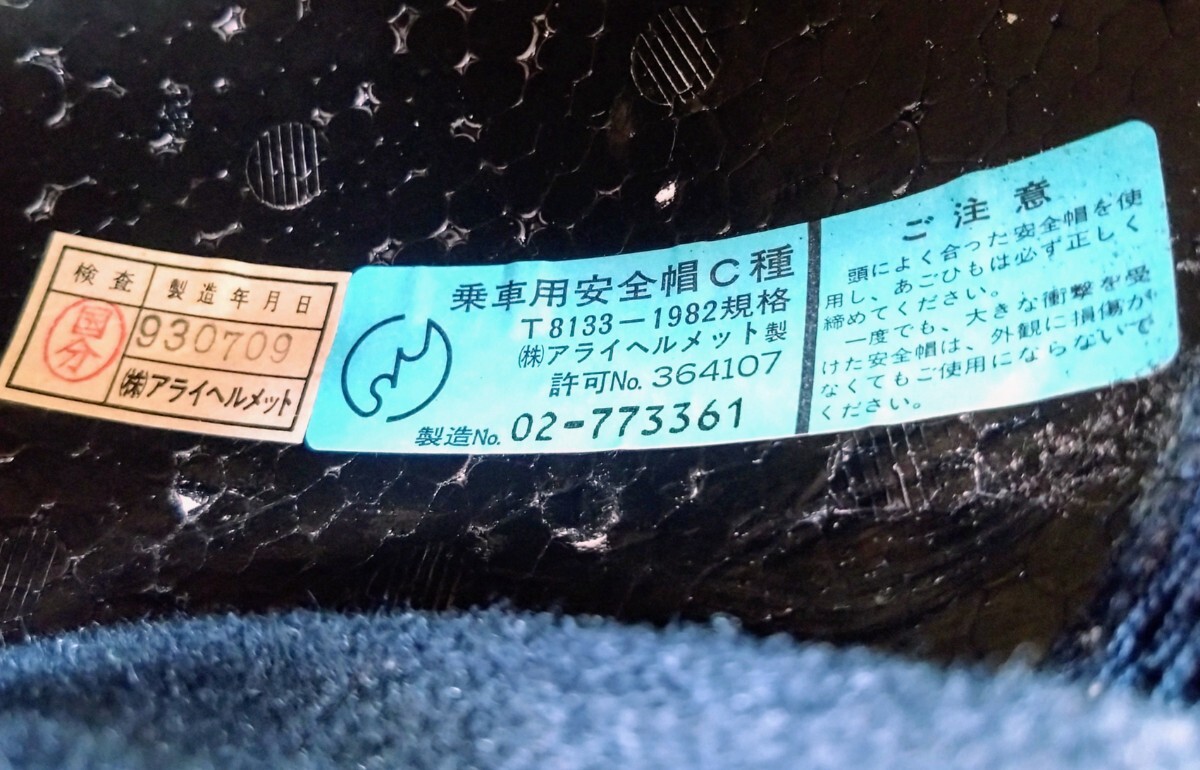 検査
製造年月日
国分
930709
(株)アライヘルメット
乗車用安全帽C種
T8133-1982規格
(株)アライヘルメット製
許可No. 364107
製造No. 02-773361
ご注意
頭によく合った安全帽を使
用し、あごひもは必ず正しく
締めてください。
一度でも、大きな衝撃を受
けた安全帽は、外観に損傷が
なくてもご使用にならないで
ください。